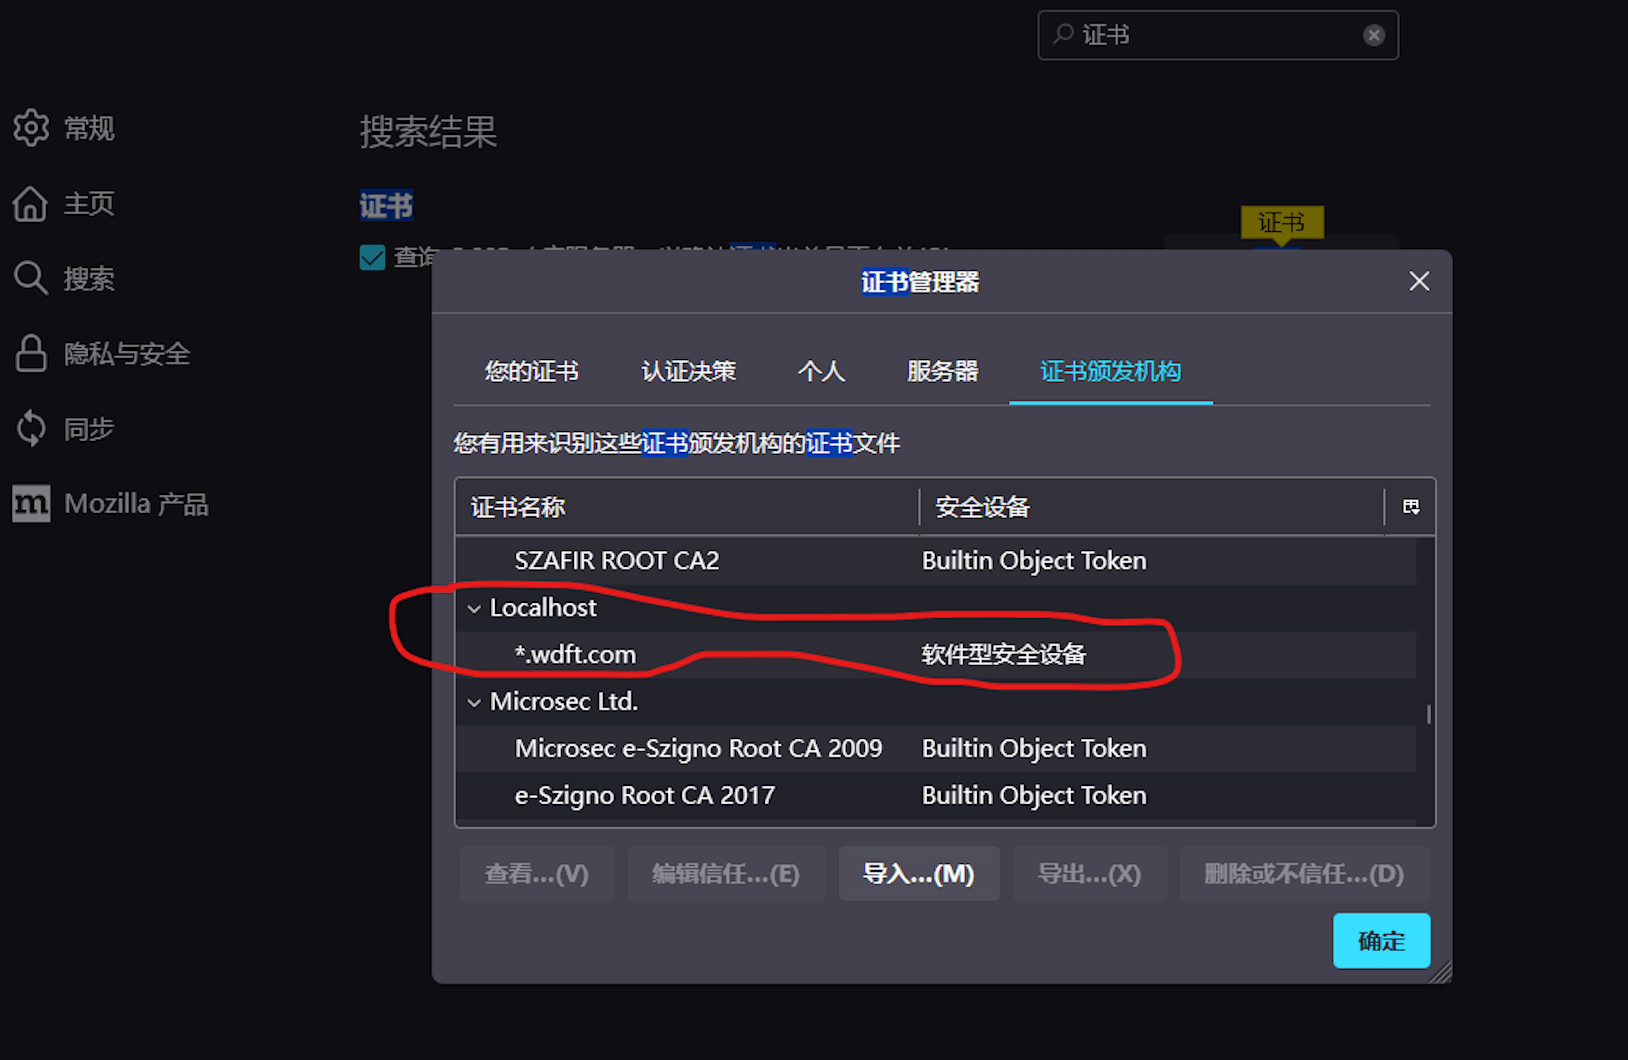 证书
常规
主页
搜索
隐私与安全
同步
Mozilla 产品
搜索结果
证书
证书
查询
证书管理器
您的证书 认证决策 个人 服务器 证书颁发机构
您有用来识别这些证书颁发机构的证书文件
证书名称 安全设备
SZAFIR ROOT CA2 Builtin Object Token
Localhost
*.wdft.com 软件型安全设备
Microsec Ltd.
Microsec e-Szigno Root CA 2009 Builtin Object Token
e-Szigno Root CA 2017 Builtin Object Token
查看...(V) 编辑信任...(E) 导入...(M) 导出...(X) 删除或不信任...(D)
确定